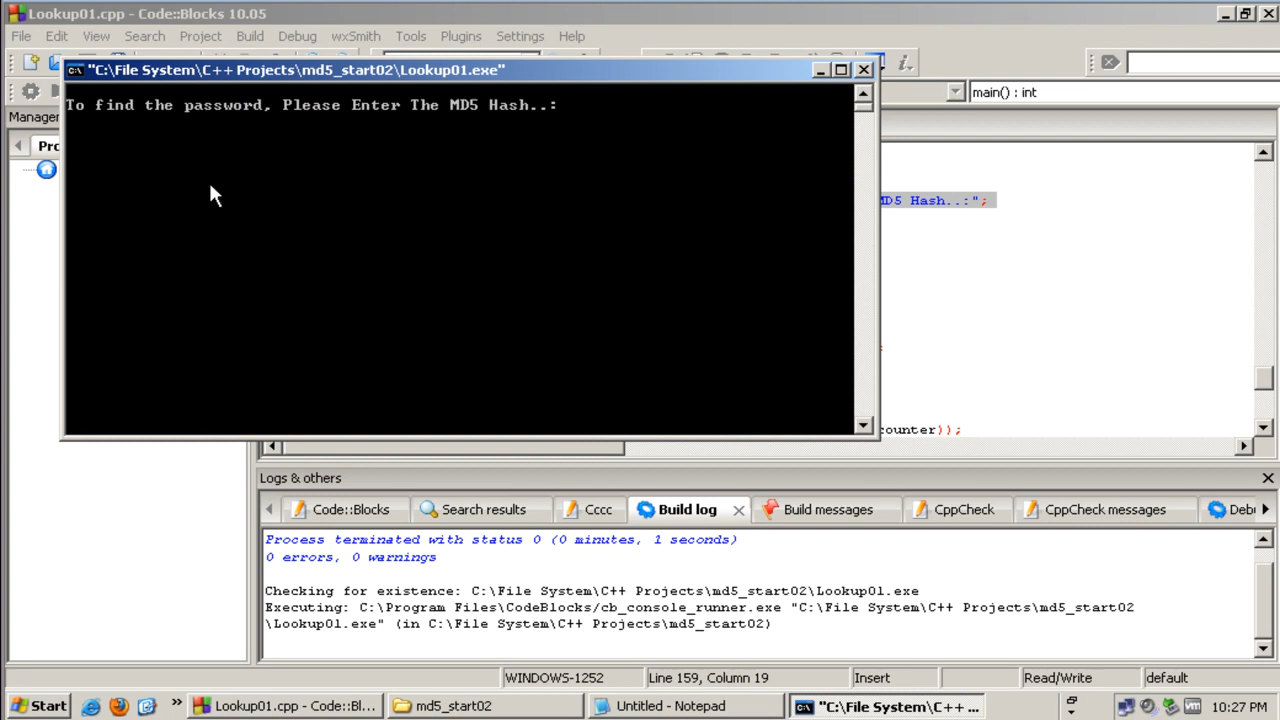 Lookup01.cpp - Code::Blocks 10.05
File Edit View Search Project Build Debug wxSmith Tools Plugins Settings Help
"C:\File System\C++ Projects\md5_start02\Lookup01.exe"
To find the password, Please Enter The MD5 Hash..:
main() : int
Manager
Pro
MD5 Hash..:";
;
counter));
Logs & others
Code::Blocks Search results Cccc Build log Build messages CppCheck CppCheck messages Debu
Process terminated with status 0 (0 minutes, 1 seconds)
0 errors, 0 warnings
Checking for existence: C:\File System\C++ Projects\md5_start02\Lookup01.exe
Executing: C:\Program Files\CodeBlocks/cb_console_runner.exe "C:\File System\C++ Projects\md5_start02
\Lookup01.exe" (in C:\File System\C++ Projects\md5_start02)
WINDOWS-1252 Line 159, Column 19 Insert Read/Write default
Start » Lookup01.cpp - Code::Bl... md5_start02 Untitled - Notepad "C:\File System\C++ ... 10:27 PM